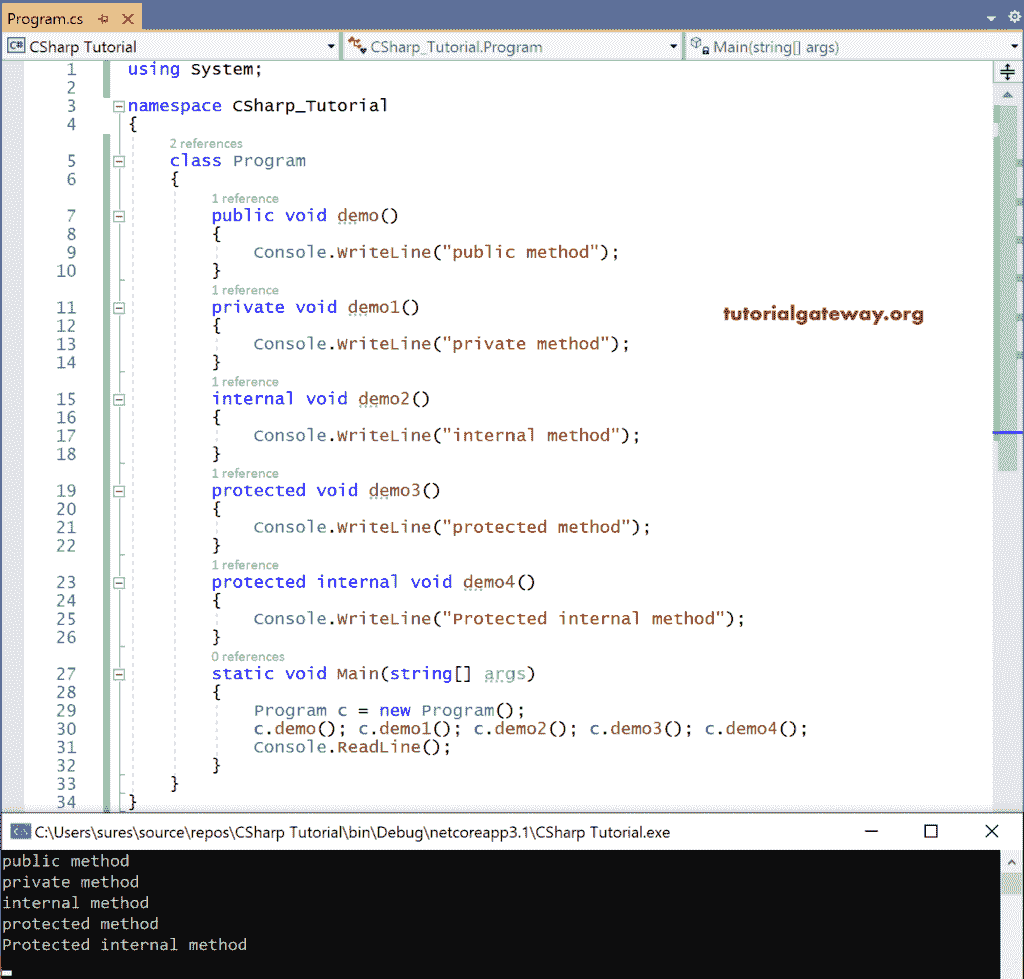 Program.cs
C# CSharp Tutorial CSharp_Tutorial.Program Main(string[] args)
1 using System;
2
3 namespace CSharp_Tutorial
4 {
2 references
5 class Program
6 {
1 reference
7 public void demo()
8 {
9 Console.WriteLine("public method");
10 }
1 reference
11 private void demo1()
tutorialgateway.org
12 {
13 Console.WriteLine("private method");
14 }
1 reference
15 internal void demo2()
16 {
17 Console.WriteLine("internal method");
18 }
1 reference
19 protected void demo3()
20 {
21 Console.WriteLine("protected method");
22 }
1 reference
23 protected internal void demo4()
24 {
25 Console.WriteLine("Protected internal method");
26 }
0 references
27 static void Main(string[] args)
28 {
29 Program c = new Program();
30 c.demo(); c.demo1(); c.demo2(); c.demo3(); c.demo4();
31 Console.ReadLine();
32 }
33 }
34 }
C:\Users\sures\source\repos\CSharp Tutorial\bin\Debug\netcoreapp3.1\CSharp Tutorial.exe
public method
private method
internal method
protected method
Protected internal method